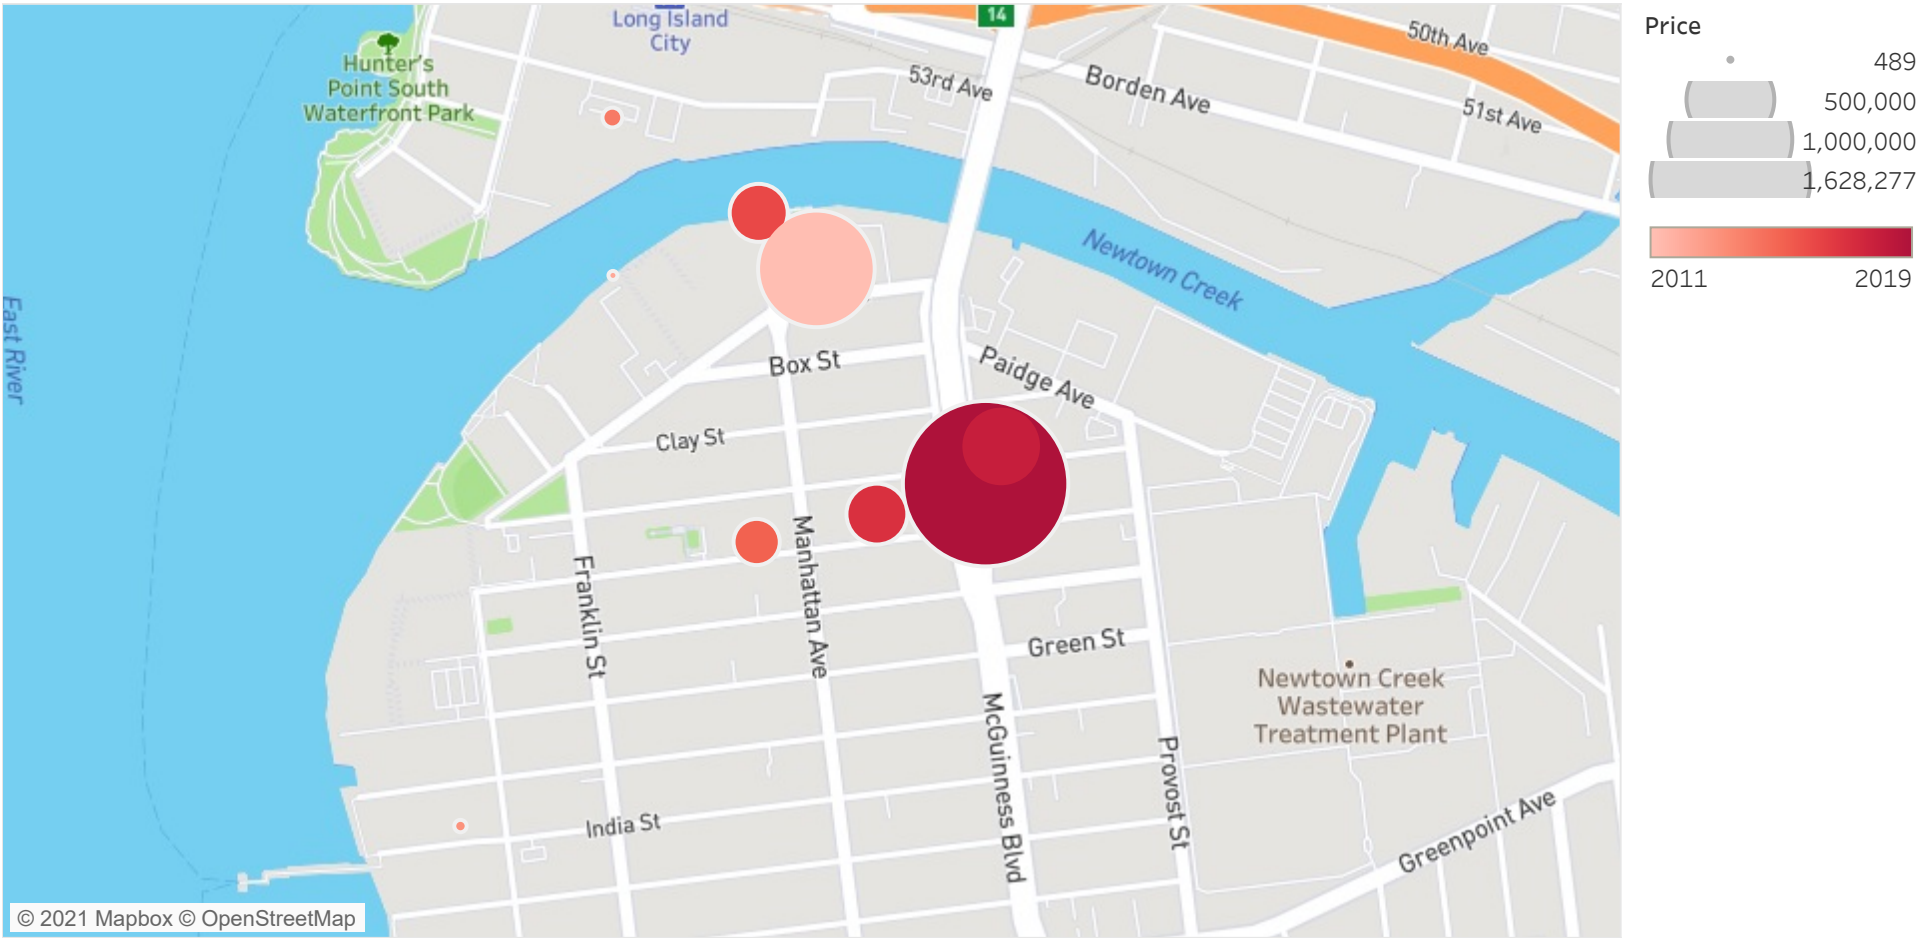 Long Island
City
14
50th Ave
Hunter's
Point South
Waterfront Park
53rd Ave
Borden Ave
51st Ave
Newtown Creek
East River
Box St
Paidge Ave
Clay St
Manhattan Ave
Franklin St
Green St
Newtown Creek
Wastewater
Treatment Plant
McGuinness Blvd
Provost St
India St
Greenpoint Ave
© 2021 Mapbox © OpenStreetMap
Price
489
500,000
1,000,000
1,628,277
2011 2019